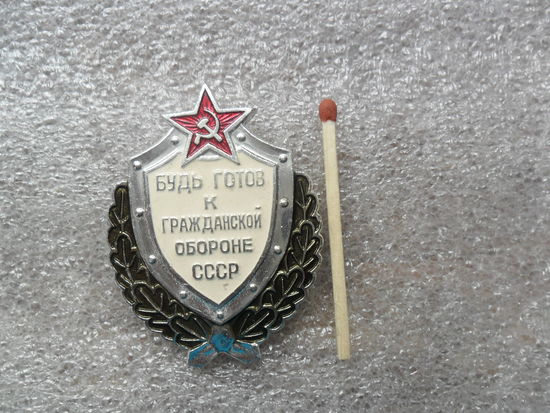 БУДЬ ГОТОВ
К
ГРАЖДАНСКОЙ
ОБОРОНЕ
СССР